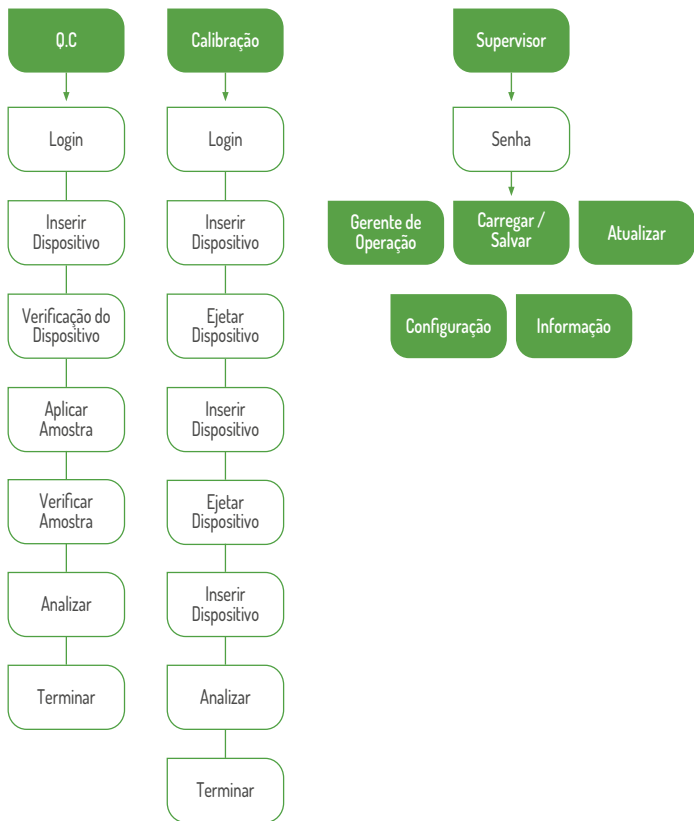 Q.C
Login
Inserir
Dispositivo
Verificação do
Dispositivo
Aplicar
Amostra
Verificar
Amostra
Analizar
Terminar
Calibração
Login
Inserir
Dispositivo
Ejetar
Dispositivo
Inserir
Dispositivo
Ejetar
Dispositivo
Inserir
Dispositivo
Analizar
Terminar
Supervisor
Senha
Gerente de
Operação
Carregar /
Salvar
Atualizar
Configuração
Informação